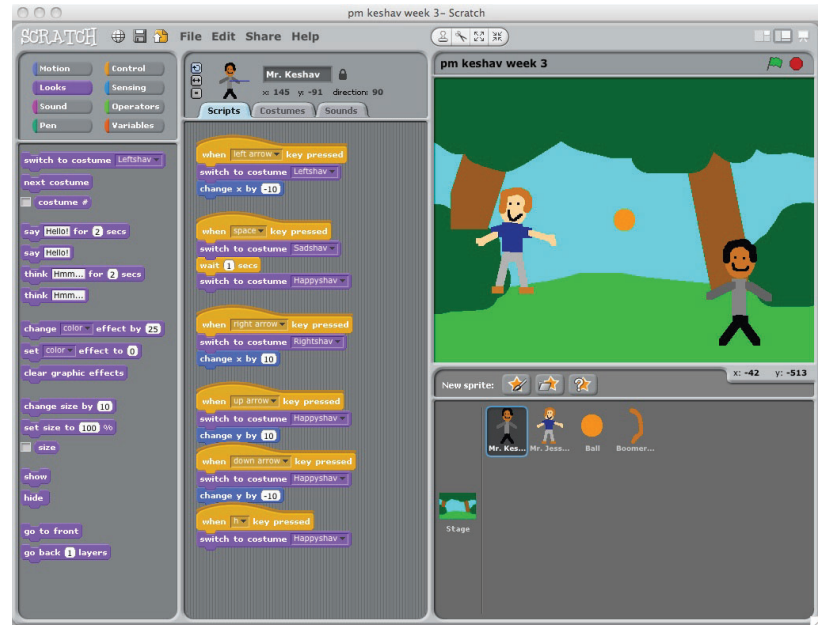 pm keshav week 3– Scratch
SCRATCH File Edit Share Help
Motion Control
Looks Sensing
Sound Operators
Pen Variables
switch to costume Leftshav
next costume
costume #
say Hello! for 2 secs
say Hello!
think Hmm... for 2 secs
think Hmm...
change color effect by 25
set color effect to 0
clear graphic effects
change size by 10
set size to 100 %
size
show
hide
go to front
go back 1 layers
Mr. Keshav
x: 145 y: -91 direction: 90
Scripts Costumes Sounds
when left arrow key pressed
switch to costume Leftshav
change x by -10
when space key pressed
switch to costume Sadshav
wait 1 secs
switch to costume Happyshav
when right arrow key pressed
switch to costume Rightshav
change x by 10
when up arrow key pressed
switch to costume Happyshav
change y by 10
when down arrow key pressed
switch to costume Happyshav
change y by -10
when h key pressed
switch to costume Happyshav
pm keshav week 3
x: -42 y: -513
New sprite:
Mr. Kes... Mr. Jess... Ball Boomer...
Stage